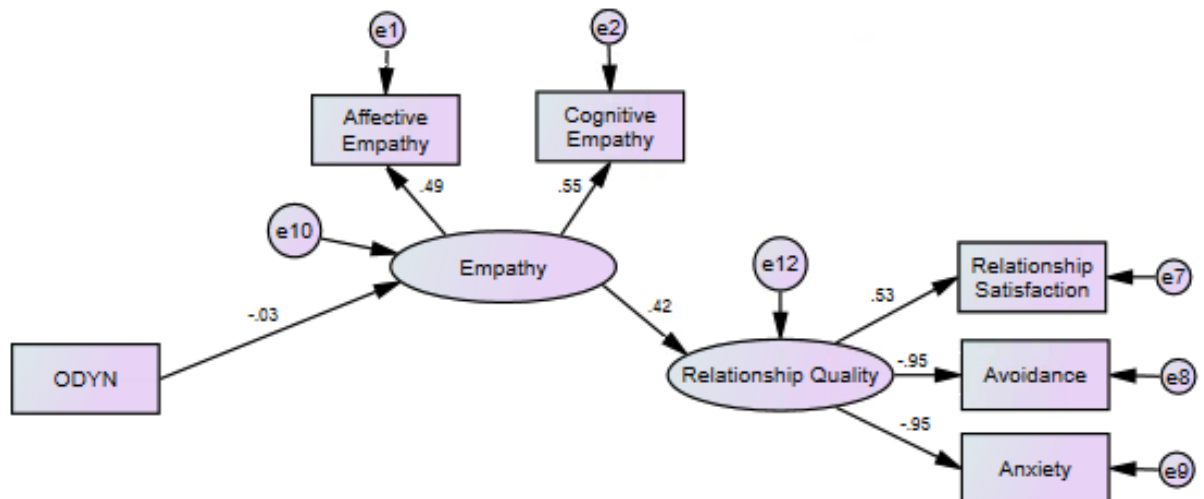 e1
e2
Affective
Empathy
Cognitive
Empathy
.49
.55
e10
Empathy
e12
Relationship
Satisfaction
e7
-.03
.42
.53
ODYN
Relationship Quality
-.95
Avoidance
e8
-.95
Anxiety
e9